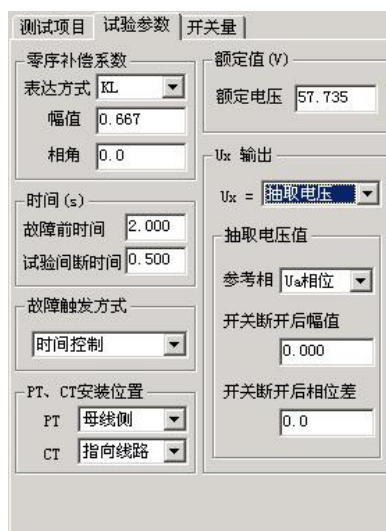 测试项目 试验参数 开关量
零序补偿系数
表达方式 KL
幅值 0.667
相角 0.0
时间(s)
故障前时间 2.000
试验间断时间 0.500
故障触发方式
时间控制
PT、CT安装位置
PT 母线侧
CT 指向线路
额定值(V)
额定电压 57.735
Ux 输出
Ux = 抽取电压
抽取电压值
参考相 Ua相位
开关断开后幅值
0.000
开关断开后相位差
0.0